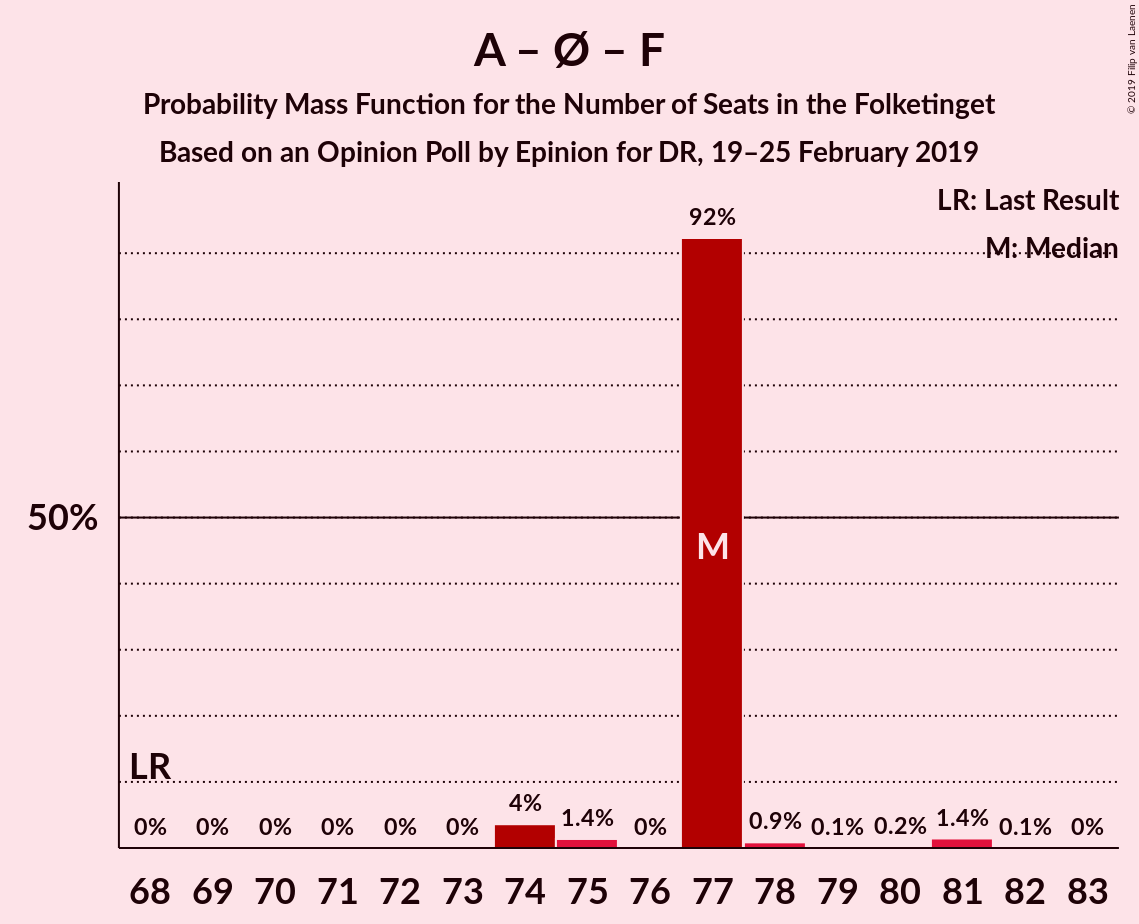 A – Ø – F
Probability Mass Function for the Number of Seats in the Folketinget
Based on an Opinion Poll by Epinion for DR, 19–25 February 2019
© 2019 Filip van Laenen
LR: Last Result
M: Median
92%
50%
M
LR
0% 0% 0% 0% 0% 0% 4% 1.4% 0% 0.9% 0.1% 0.2% 1.4% 0.1% 0%
68 69 70 71 72 73 74 75 76 77 78 79 80 81 82 83